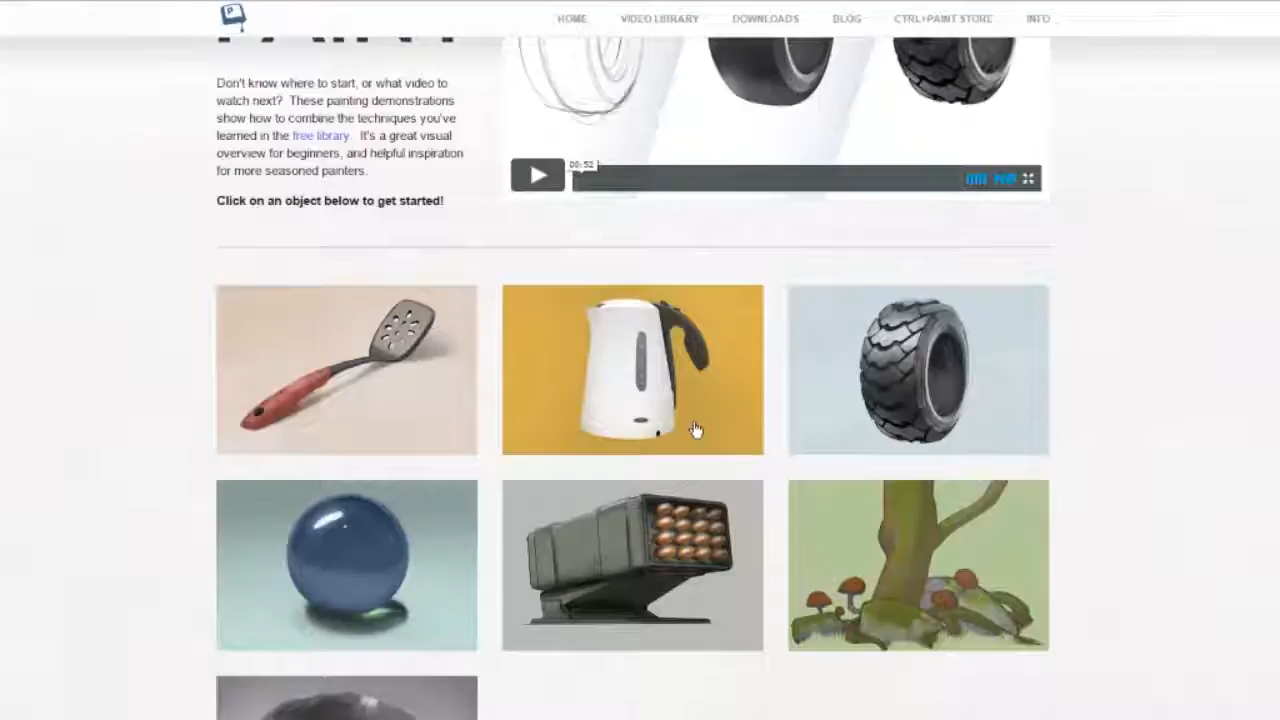 HOME VIDEO LIBRARY DOWNLOADS BLOG CTRL+PAINT STORE INFO
Don't know where to start, or what video to
watch next? These painting demonstrations
show how to combine the techniques you've
learned in the free library. It's a great visual
overview for beginners, and helpful inspiration
for more seasoned painters.
Click on an object below to get started!
00:52